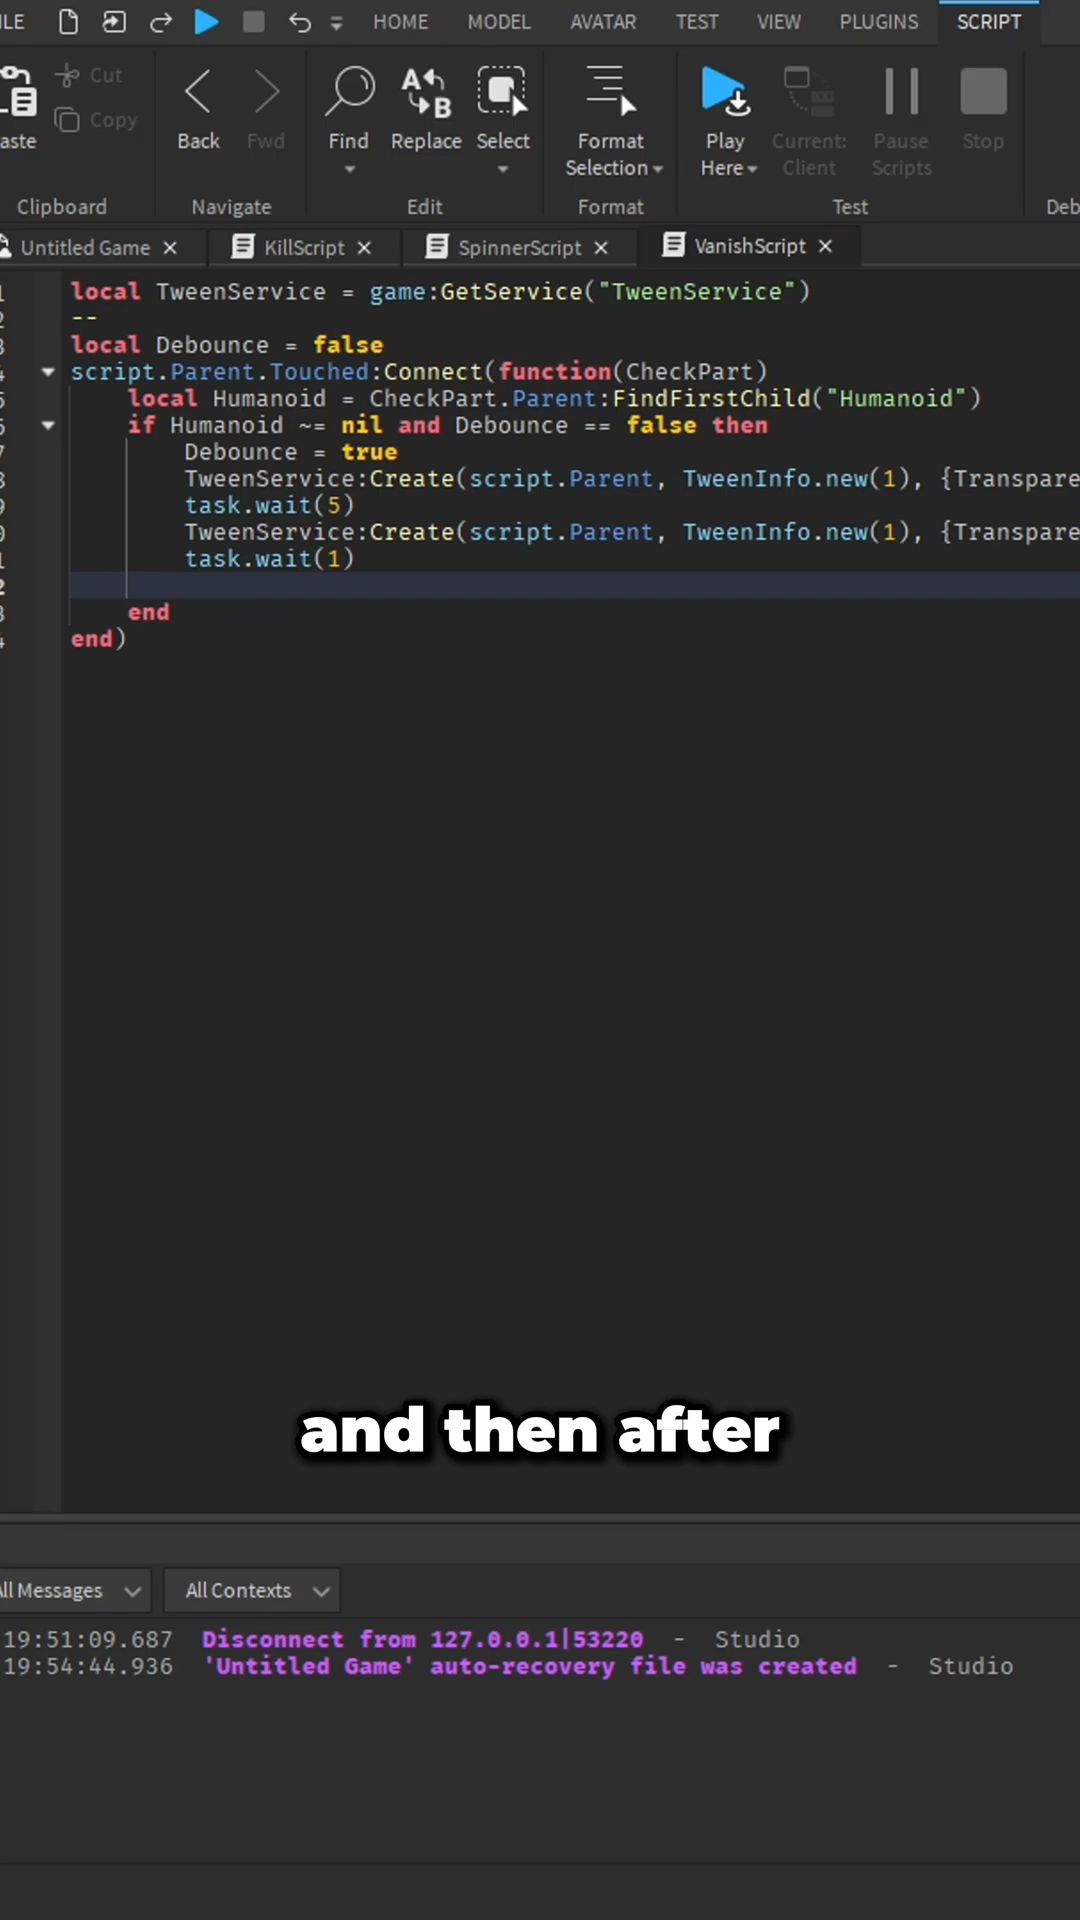 HOME MODEL AVATAR TEST VIEW PLUGINS SCRIPT
Cut
Copy
Back Fwd
Find Replace Select
Format
Selection
Play
Here
Current:
Client
Pause
Scripts
Stop
Clipboard Navigate Edit Format Test
Untitled Game KillScript SpinnerScript VanishScript
local TweenService = game:GetService("TweenService")
--
local Debounce = false
script.Parent.Touched:Connect(function(CheckPart)
local Humanoid = CheckPart.Parent:FindFirstChild("Humanoid")
if Humanoid ~= nil and Debounce == false then
Debounce = true
TweenService:Create(script.Parent, TweenInfo.new(1), {Transpare
task.wait(5)
TweenService:Create(script.Parent, TweenInfo.new(1), {Transpare
task.wait(1)
end
end)
and then after
All Messages All Contexts
19:51:09.687 Disconnect from 127.0.0.1|53220 - Studio
19:54:44.936 'Untitled Game' auto-recovery file was created - Studio